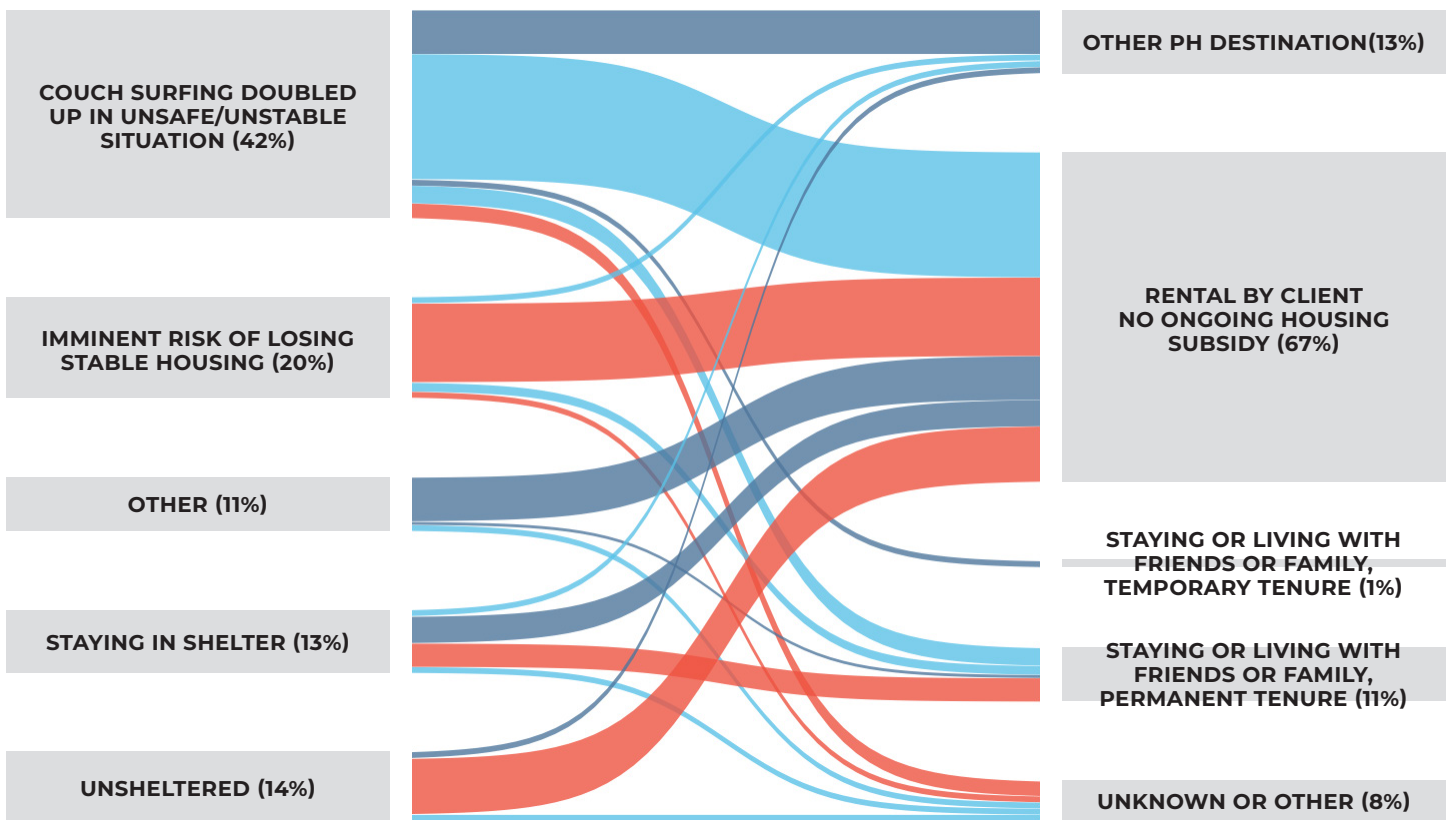 COUCH SURFING DOUBLED
UP IN UNSAFE/UNSTABLE
SITUATION (42%)
IMMINENT RISK OF LOSING
STABLE HOUSING (20%)
OTHER (11%)
STAYING IN SHELTER (13%)
UNSHELTERED (14%)
OTHER PH DESTINATION(13%)
RENTAL BY CLIENT
NO ONGOING HOUSING
SUBSIDY (67%)
STAYING OR LIVING WITH
FRIENDS OR FAMILY,
TEMPORARY TENURE (1%)
STAYING OR LIVING WITH
FRIENDS OR FAMILY,
PERMANENT TENURE (11%)
UNKNOWN OR OTHER (8%)